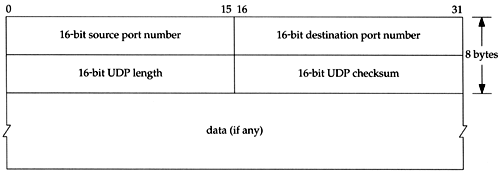 0 15 16 31
16-bit source port number 16-bit destination port number
8 bytes
16-bit UDP length 16-bit UDP checksum
data (if any)